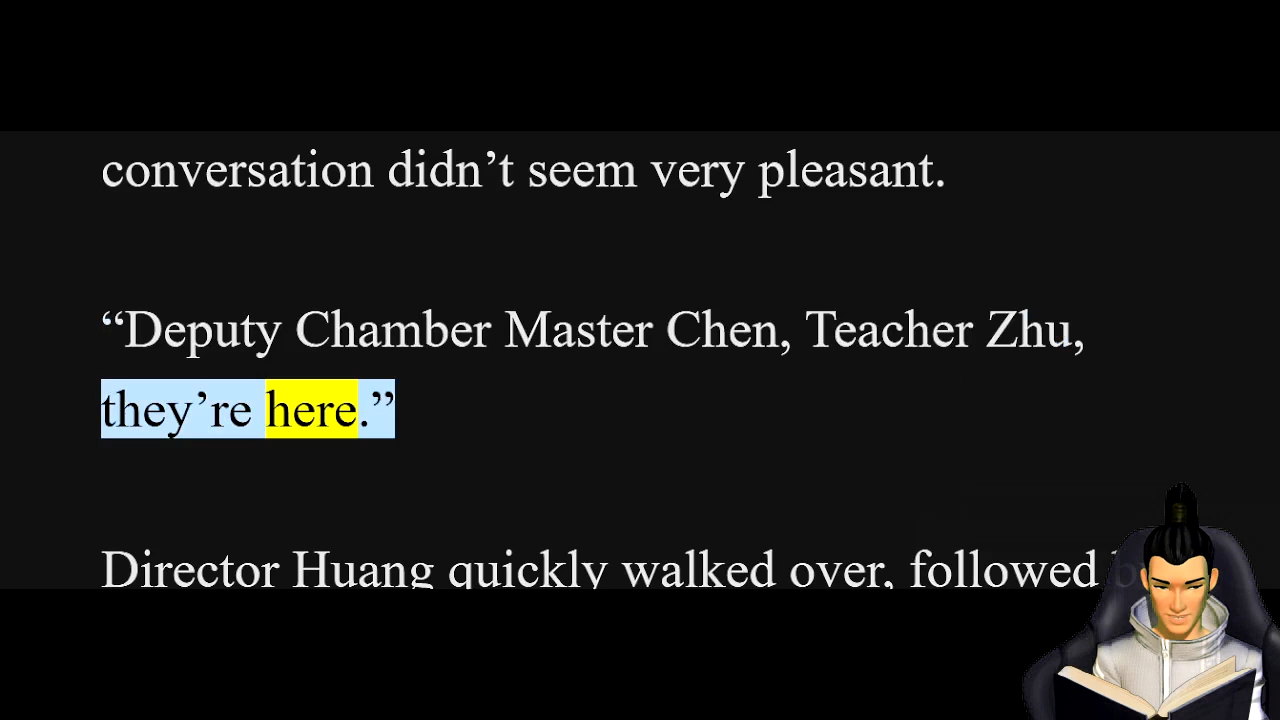 conversation didn’t seem very pleasant.
“Deputy Chamber Master Chen, Teacher Zhu,
they’re here.”
Director Huang quickly walked over, followed